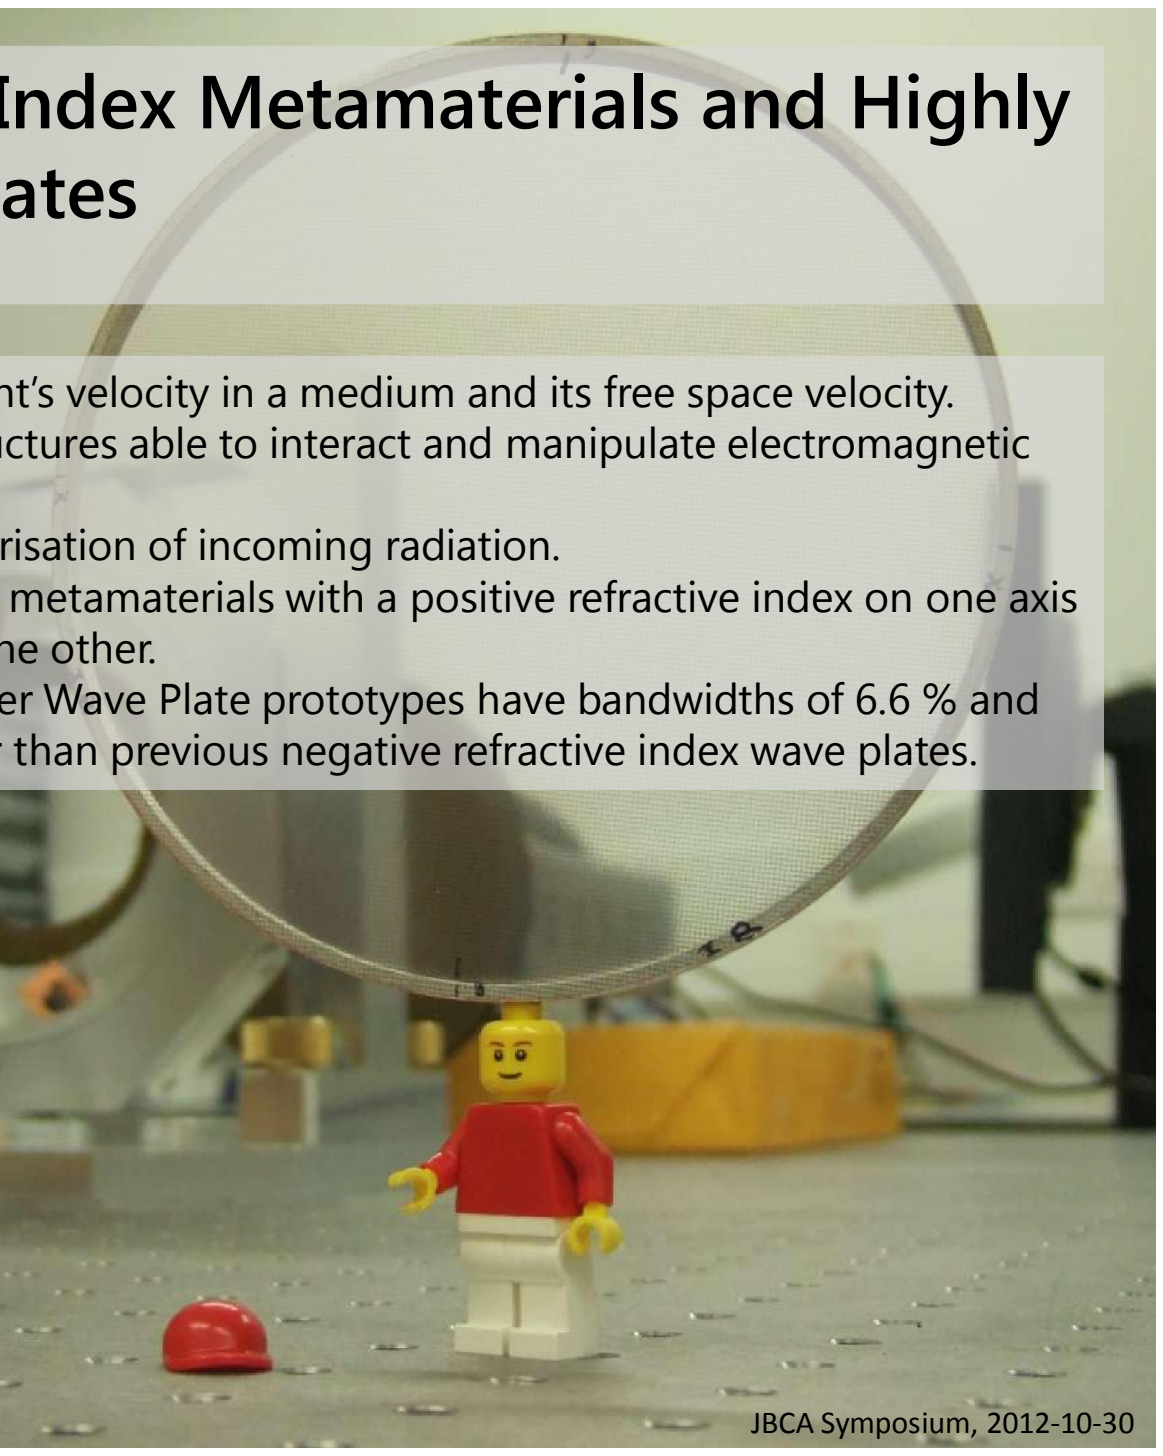 Index Metamaterials and Highly
ates
nt’s velocity in a medium and its free space velocity.
uctures able to interact and manipulate electromagnetic
risation of incoming radiation.
metamaterials with a positive refractive index on one axis
he other.
er Wave Plate prototypes have bandwidths of 6.6 % and
than previous negative refractive index wave plates.
JBCA Symposium, 2012-10-30